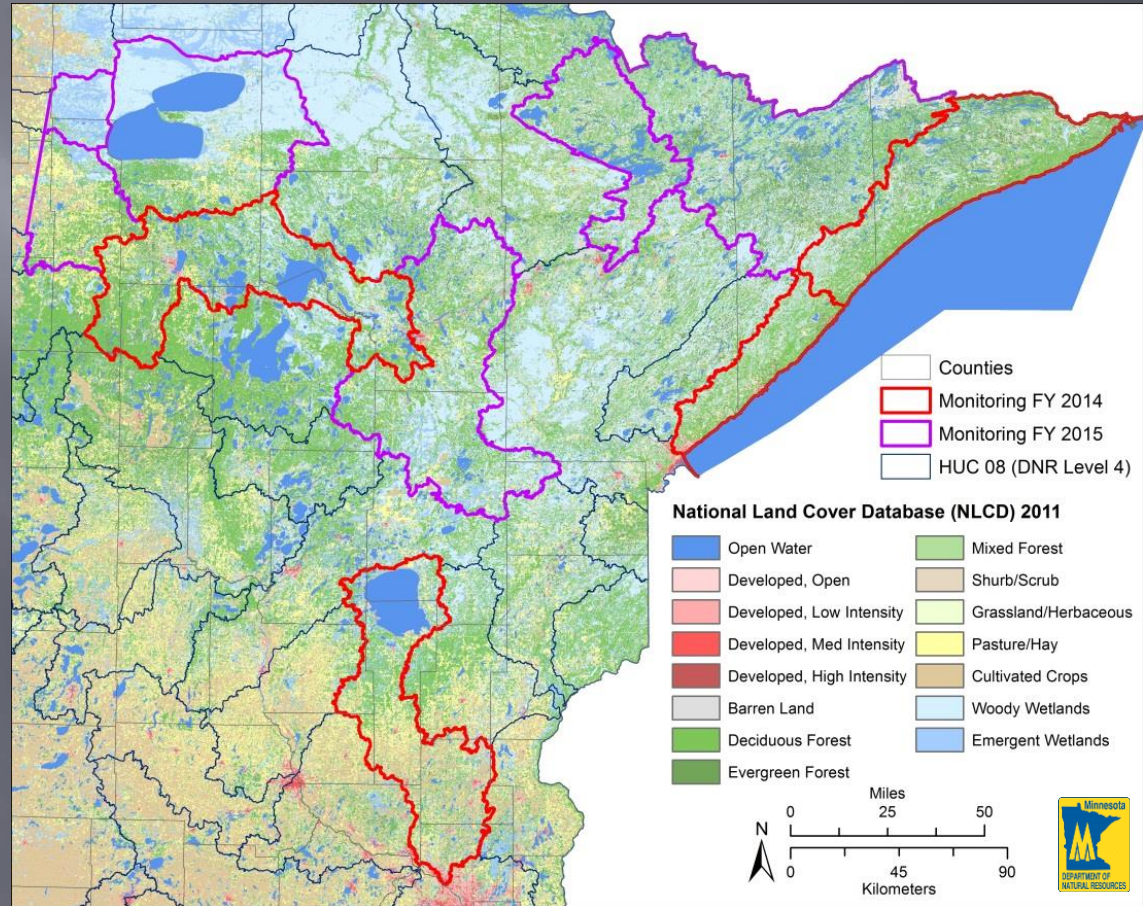 Counties
Monitoring FY 2014
Monitoring FY 2015
HUC 08 (DNR Level 4)
National Land Cover Database (NLCD) 2011
Open Water
Developed, Open
Developed, Low Intensity
Developed, Med Intensity
Developed, High Intensity
Barren Land
Deciduous Forest
Evergreen Forest
Mixed Forest
Shurb/Scrub
Grassland/Herbaceous
Pasture/Hay
Cultivated Crops
Woody Wetlands
Emergent Wetlands
Miles
0 25 50
N
0 45 90
Kilometers
Minnesota
DEPARTMENT OF
NATURAL RESOURCES